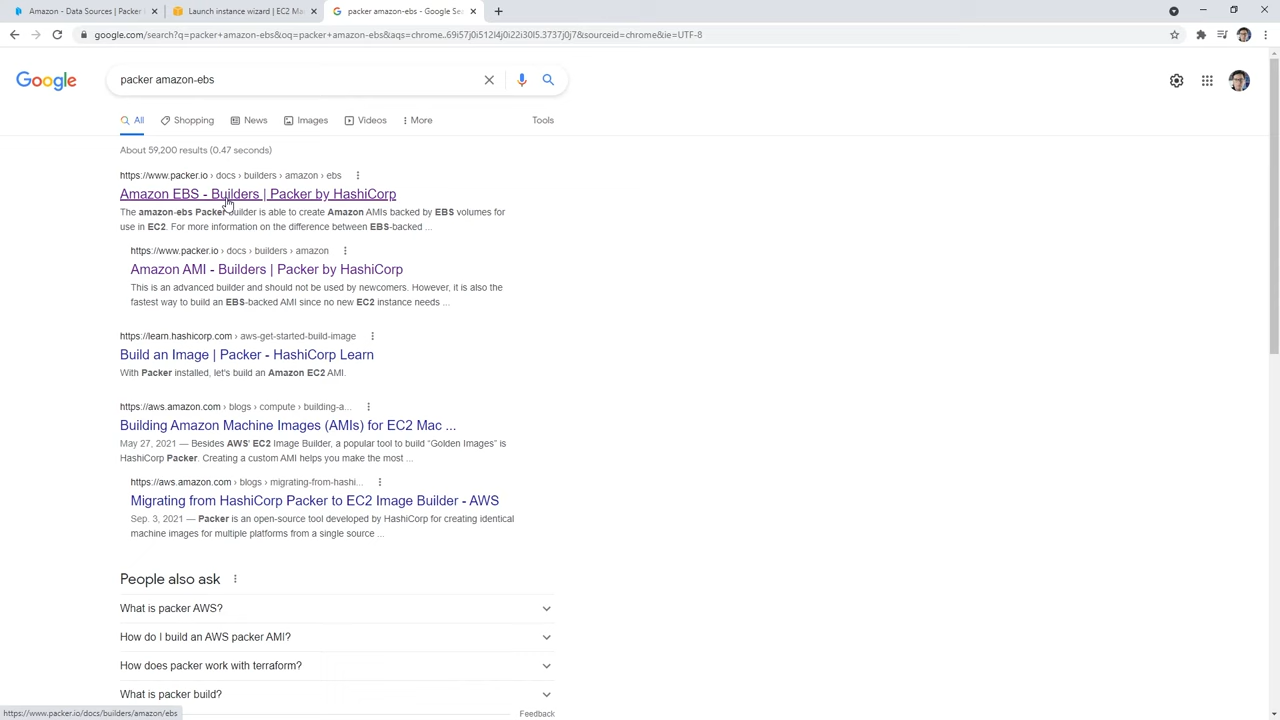 Amazon - Data Sources | Packer
Launch instance wizard | EC2 Ma
packer amazon-ebs - Google Se
google.com/search?q=packer+amazon-ebs&oq=packer+amazon-ebs&aqs=chrome..69i57j0i512l4j0i22i30l5.3737j0j7&sourceid=chrome&ie=UTF-8
Google
packer amazon-ebs
All
Shopping
News
Images
Videos
More
Tools
About 59,200 results (0.47 seconds)
https://www.packer.io › docs › builders › amazon › ebs
Amazon EBS - Builders | Packer by HashiCorp
The amazon-ebs Packer builder is able to create Amazon AMIs backed by EBS volumes for
use in EC2. For more information on the difference between EBS-backed ...
https://www.packer.io › docs › builders › amazon
Amazon AMI - Builders | Packer by HashiCorp
This is an advanced builder and should not be used by newcomers. However, it is also the
fastest way to build an EBS-backed AMI since no new EC2 instance needs ...
https://learn.hashicorp.com › aws-get-started-build-image
Build an Image | Packer - HashiCorp Learn
With Packer installed, let's build an Amazon EC2 AMI.
https://aws.amazon.com › blogs › compute › building-a...
Building Amazon Machine Images (AMIs) for EC2 Mac ...
May 27, 2021 — Besides AWS' EC2 Image Builder, a popular tool to build “Golden Images” is
HashiCorp Packer. Creating a custom AMI helps you make the most ...
https://aws.amazon.com › blogs › migrating-from-hashi...
Migrating from HashiCorp Packer to EC2 Image Builder - AWS
Sep. 3, 2021 — Packer is an open-source tool developed by HashiCorp for creating identical
machine images for multiple platforms from a single source ...
People also ask
What is packer AWS?
How do I build an AWS packer AMI?
How does packer work with terraform?
What is packer build?
Feedback
https://www.packer.io/docs/builders/amazon/ebs